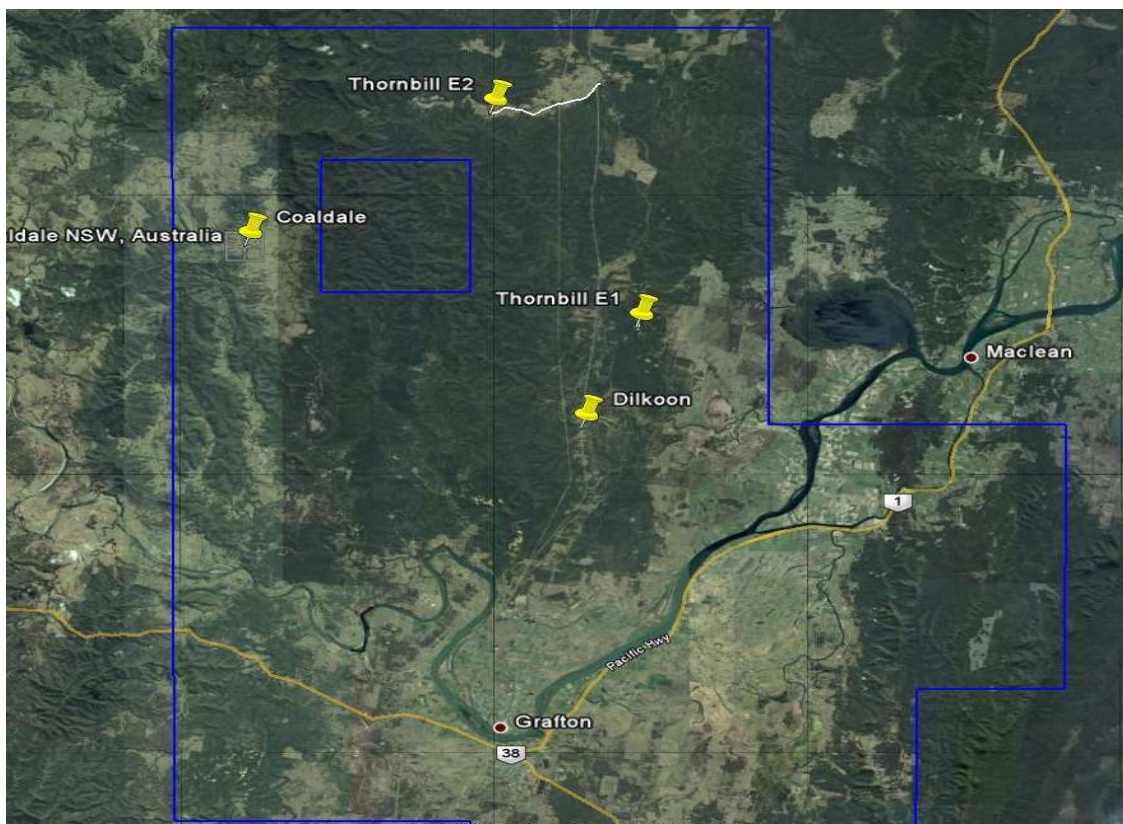 Thornbill E2
Coaldale
ldale NSW, Australia
Thornbill E1
Maclean
Dilkoon
1
Pacific Hwy
Grafton
38